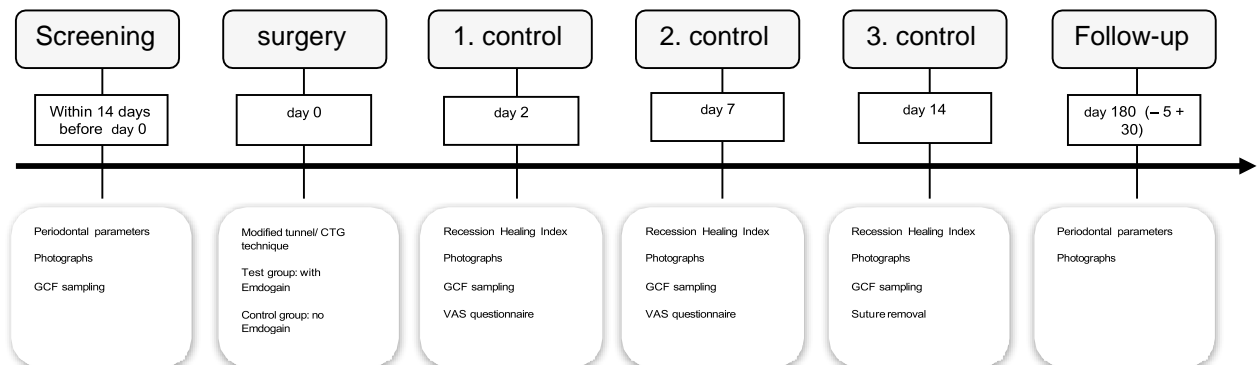 Screening
surgery
1. control
2. control
3. control
Follow-up
Within 14 days
before day 0
day 0
day 2
day 7
day 14
day 180 (– 5 +
30)
Periodontal parameters
Photographs
GCF sampling
Modified tunnel/ CTG
technique
Test group: with
Emdogain
Control group: no
Emdogain
Recession Healing Index
Photographs
GCF sampling
VAS questionnaire
Recession Healing Index
Photographs
GCF sampling
VAS questionnaire
Recession Healing Index
Photographs
GCF sampling
Suture removal
Periodontal parameters
Photographs